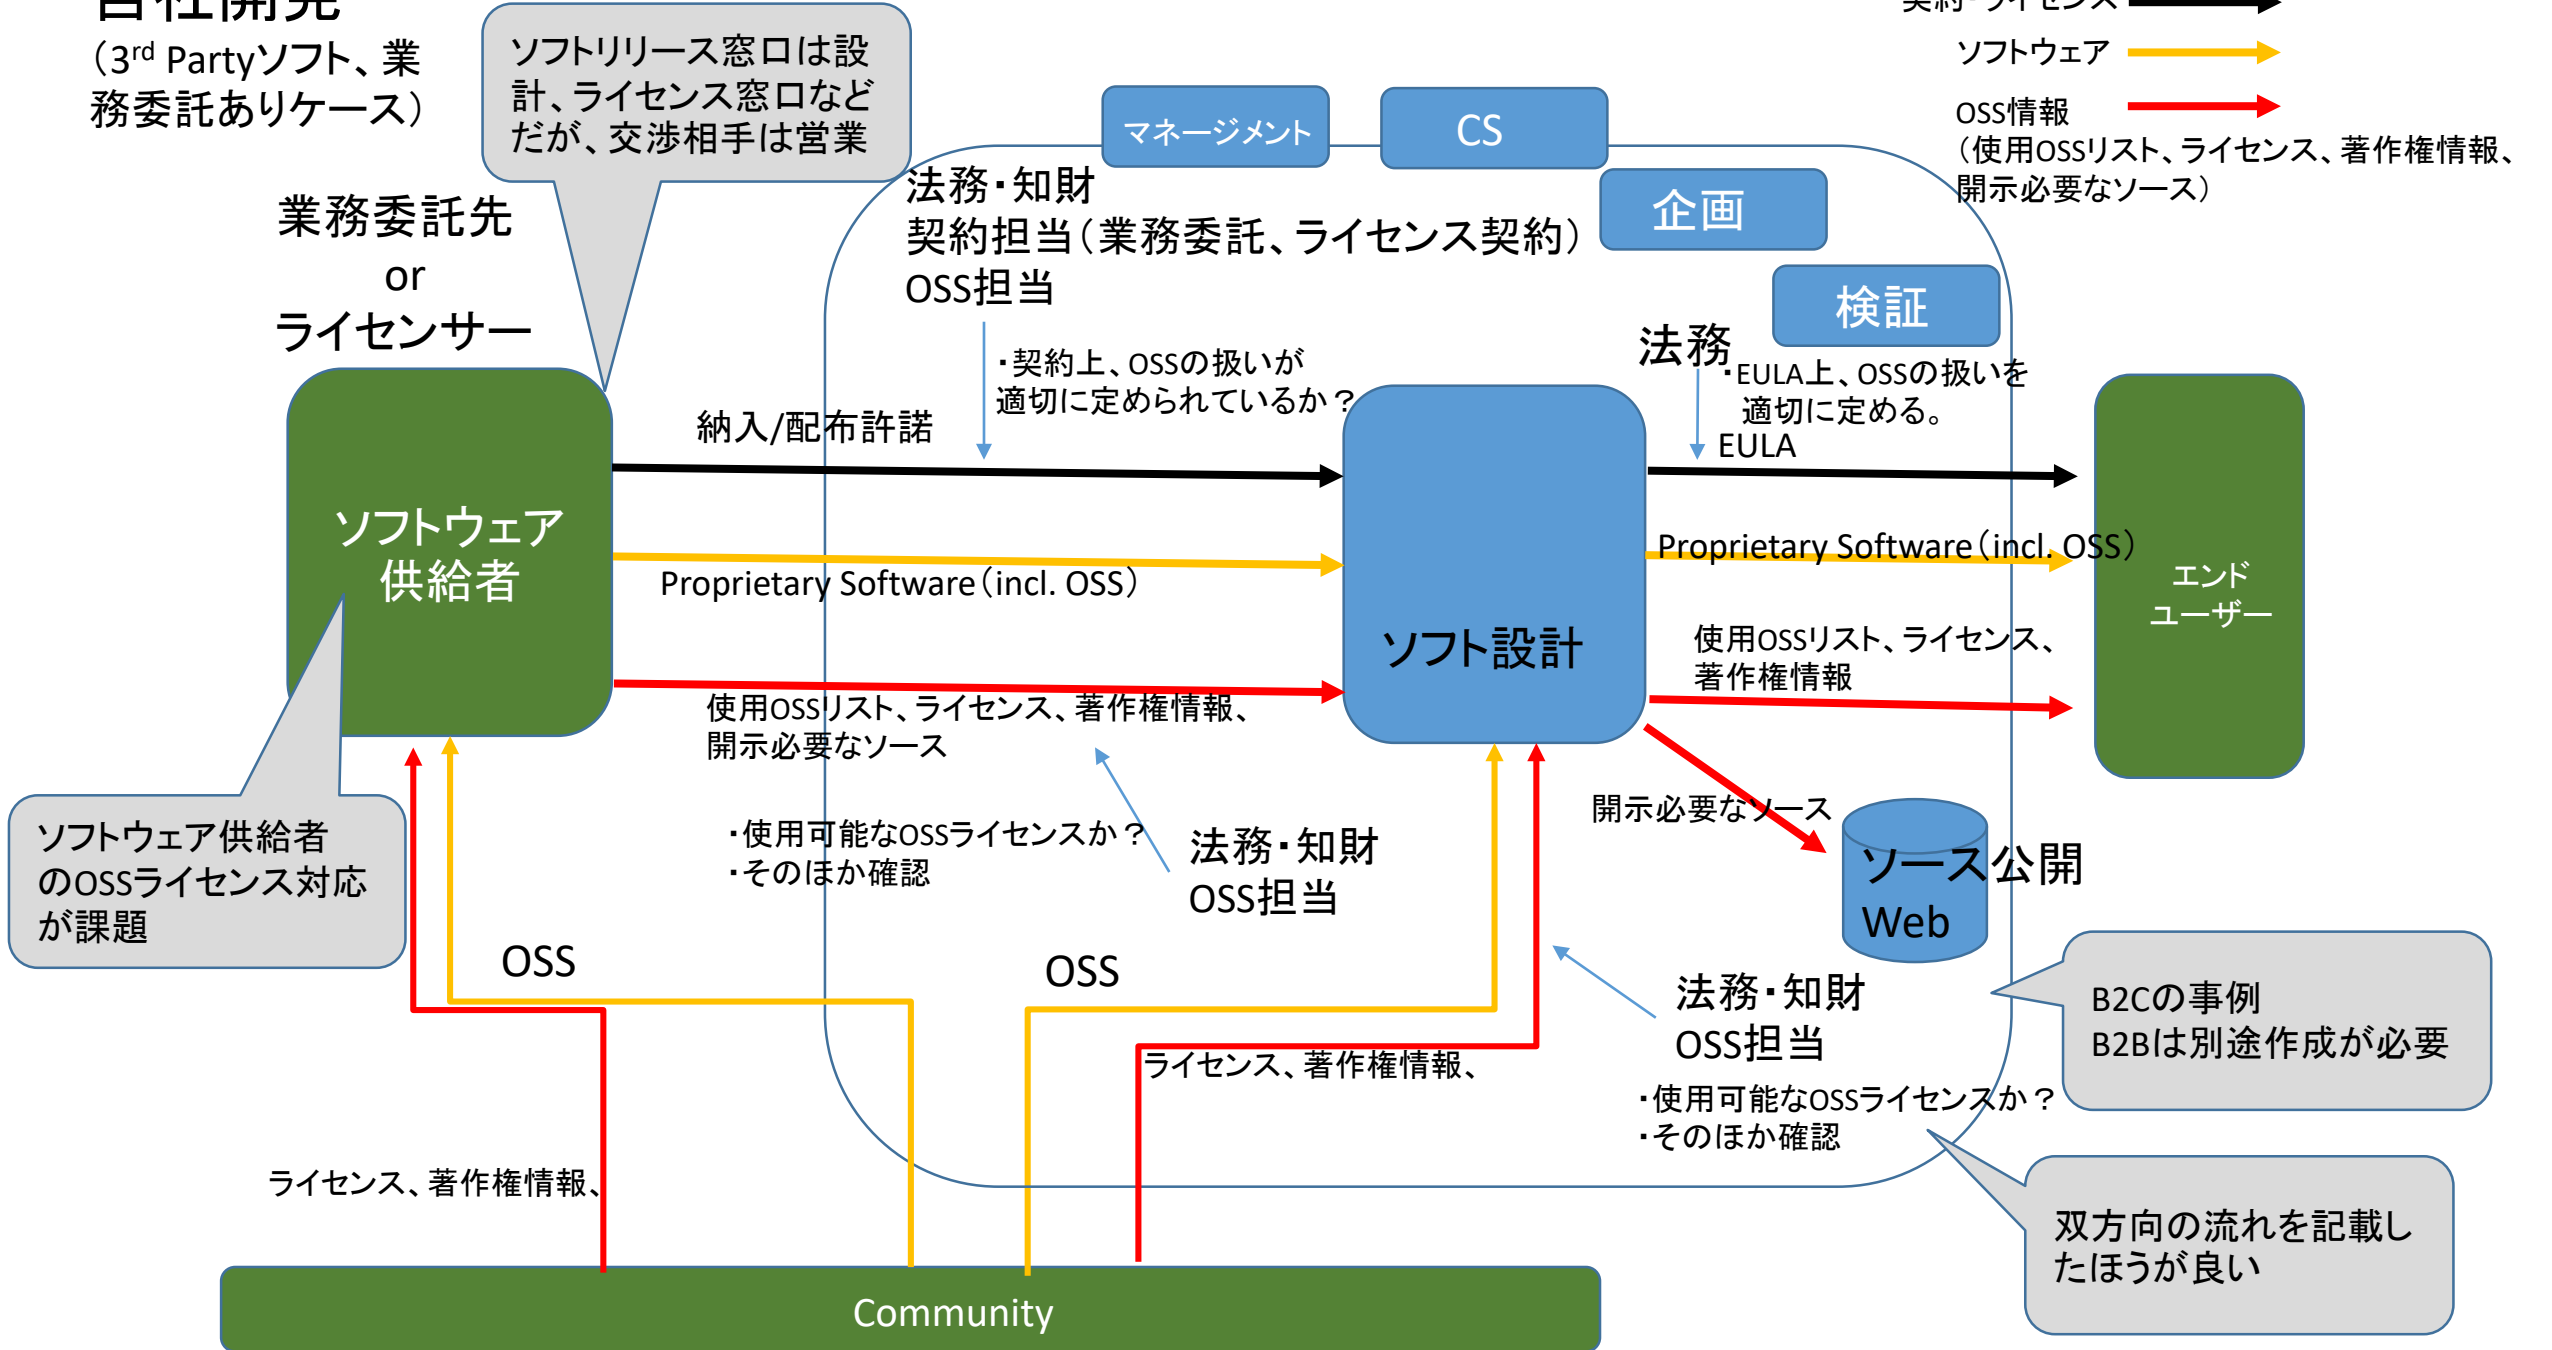 自社開発
（3rd Partyソフト、業
務委託ありケース）
ソフトリリース窓口は設
計、ライセンス窓口など
だが、交渉相手は営業
契約・ライセンス
ソフトウェア
OSS情報
（使用OSSリスト、ライセンス、著作権情報、
開示必要なソース）
マネージメント
CS
企画
検証
業務委託先
or
ライセンサー
法務・知財
契約担当（業務委託、ライセンス契約）
OSS担当
・契約上、OSSの扱いが
適切に定められているか？
法務
・EULA上、OSSの扱いを
適切に定める。
EULA
納入/配布許諾
ソフトウェア
供給者
Proprietary Software（incl. OSS）
ソフト設計
Proprietary Software（incl. OSS）
エンド
ユーザー
使用OSSリスト、ライセンス、著作権情報、
開示必要なソース
使用OSSリスト、ライセンス、
著作権情報
・使用可能なOSSライセンスか？
・そのほか確認
法務・知財
OSS担当
開示必要なソース
ソース公開
Web
ソフトウェア供給者
のOSSライセンス対応
が課題
OSS
OSS
法務・知財
OSS担当
・使用可能なOSSライセンスか？
・そのほか確認
B2Cの事例
B2Bは別途作成が必要
ライセンス、著作権情報、
ライセンス、著作権情報、
双方向の流れを記載し
たほうが良い
Community